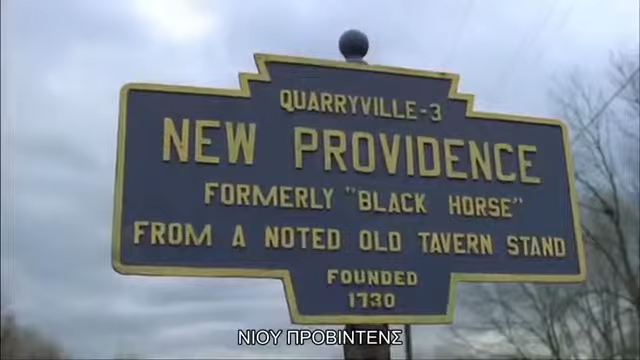 QUARRYVILLE-3
NEW PROVIDENCE
FORMERLY "BLACK HORSE"
FROM A NOTED OLD TAVERN STAND
FOUNDED
1730
ΝΙΟΥ ΠΡΟΒΙΝΤΕΝΣ